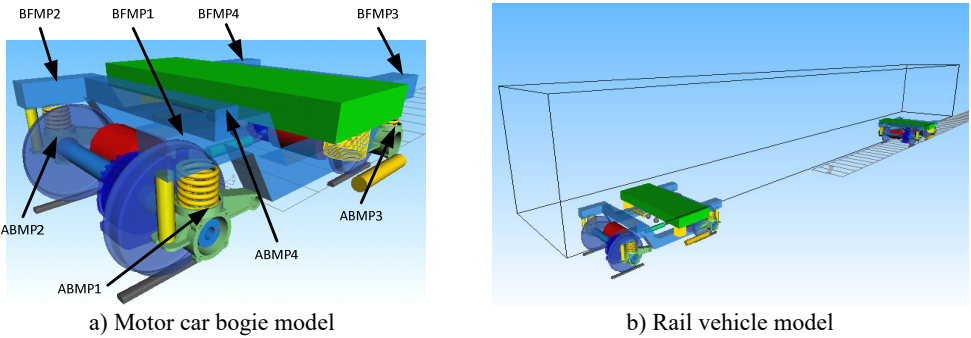 BFMP2 BFMP1 BFMP4 BFMP3
ABMP2
ABMP3
ABMP4
ABMP1
a) Motor car bogie model
b) Rail vehicle model